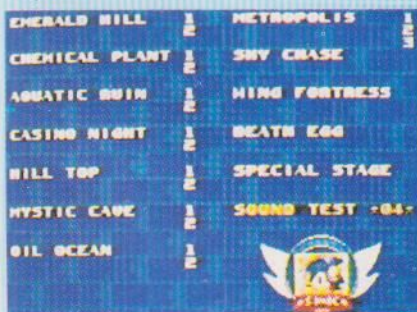 EMERALD HILL 1
2
CHEMICAL PLANT 1
2
AQUATIC RUIN 1
2
CASINO NIGHT 1
2
HILL TOP 1
2
MYSTIC CAVE 1
2
OIL OCEAN 1
2
METROPOLIS 1
2
3
SKY CHASE
WING FORTRESS
DEATH EGG
SPECIAL STAGE
SOUND TEST *04*